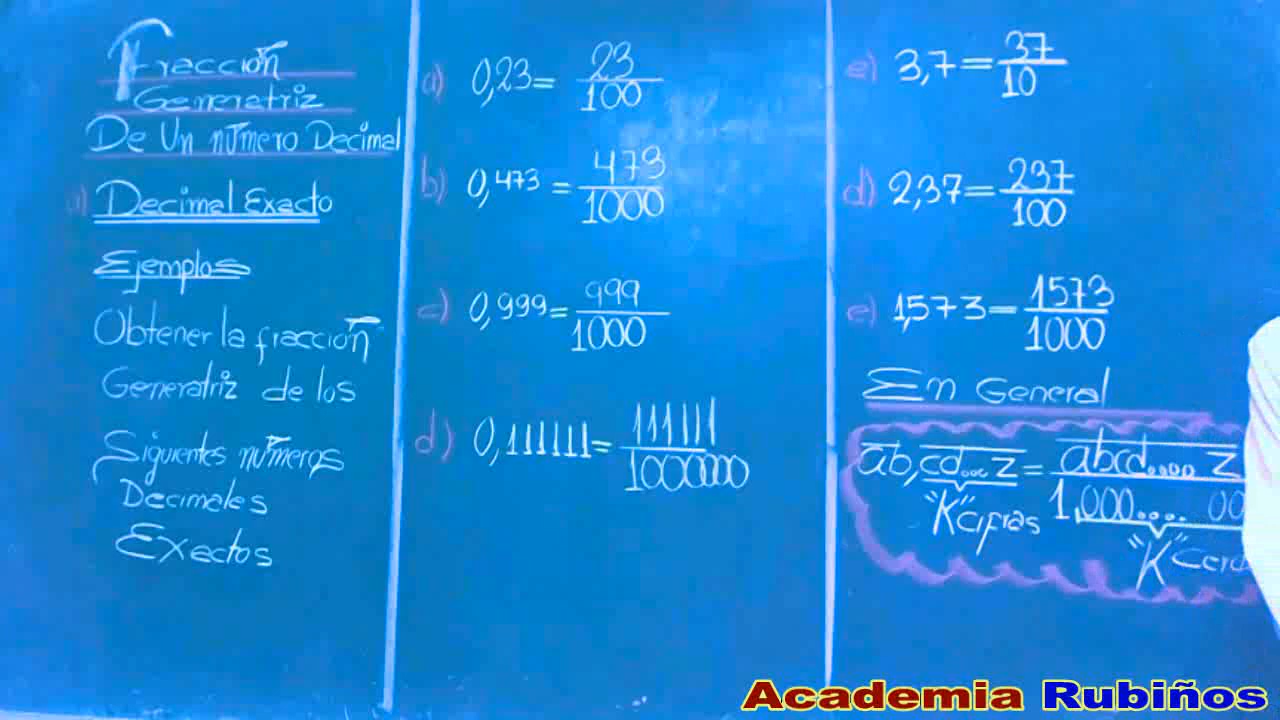 Fracción
Generatriz
De Un número Decimal
a) Decimal Exacto
Ejemplos
Obtener la fracción
Generatriz de los
Siguientes números
Decimales
Exactos
a) 0,23 = 23/100
b) 0,473 = 473/1000
c) 0,999 = 999/1000
d) 0,111111 = 111111/1000000
e) 3,7 = 37/10
d) 2,37 = 237/100
e) 1,573 = 1573/1000
En General
ab,cd...z = abcd....z/1,000.... 00
"K" cifras
"K" Cero
Academia Rubiños